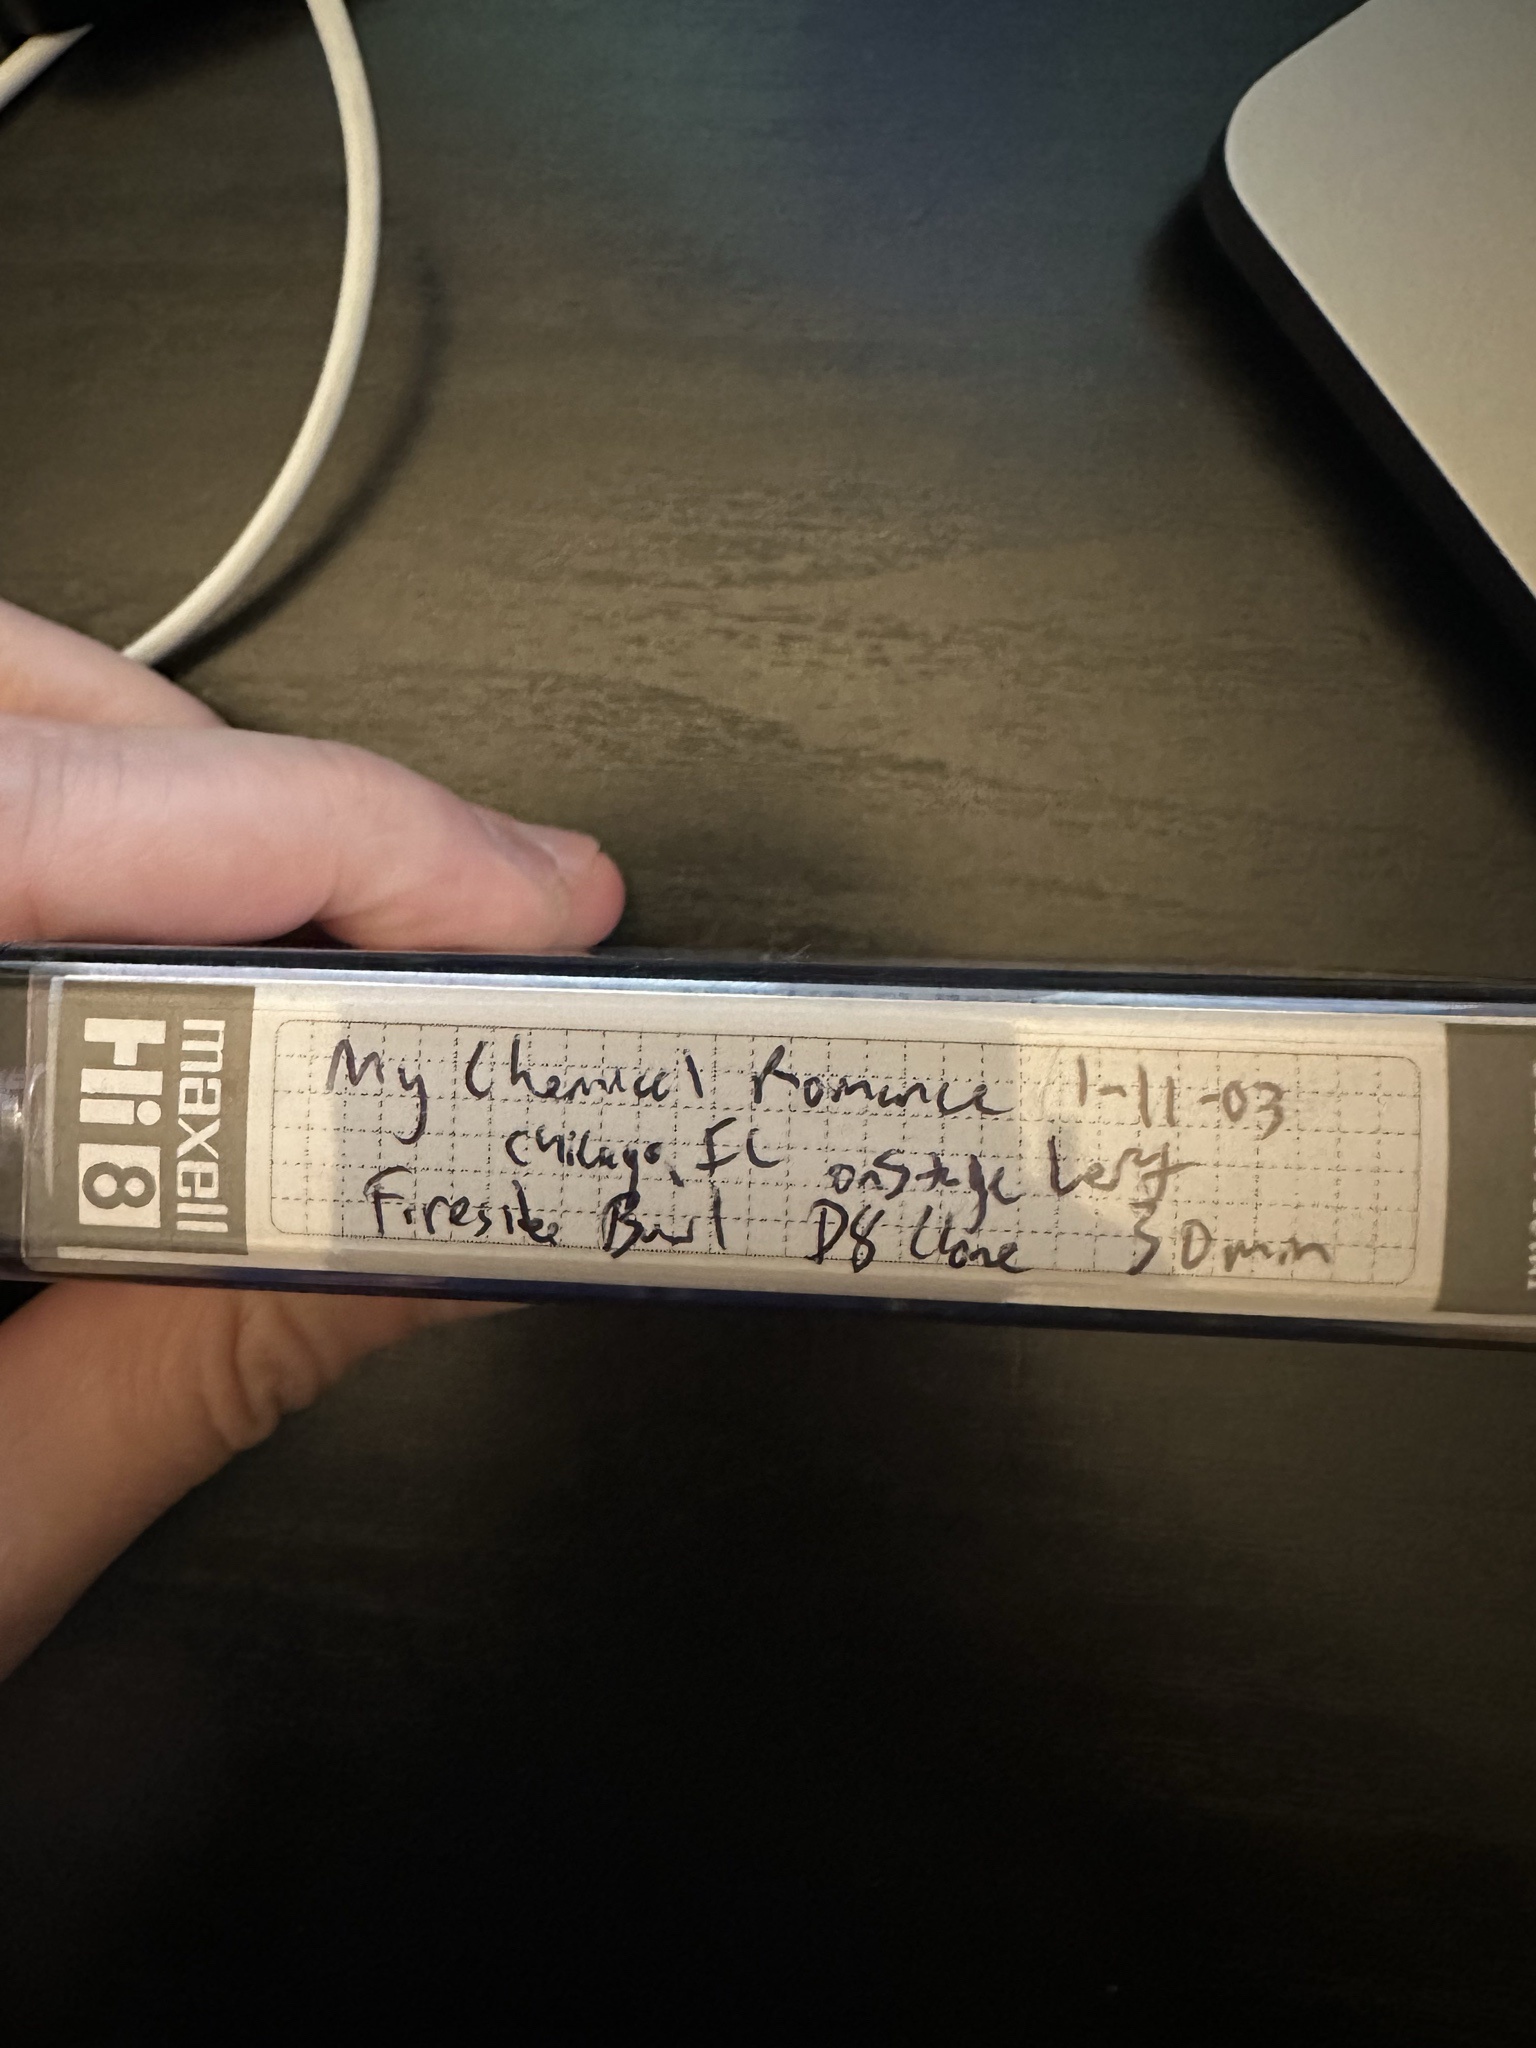 maxell
Hi8
My Chemical Romance 1-11-03
Chicago, IL onstage Left
Fireside Bowl D8 Clone 30min